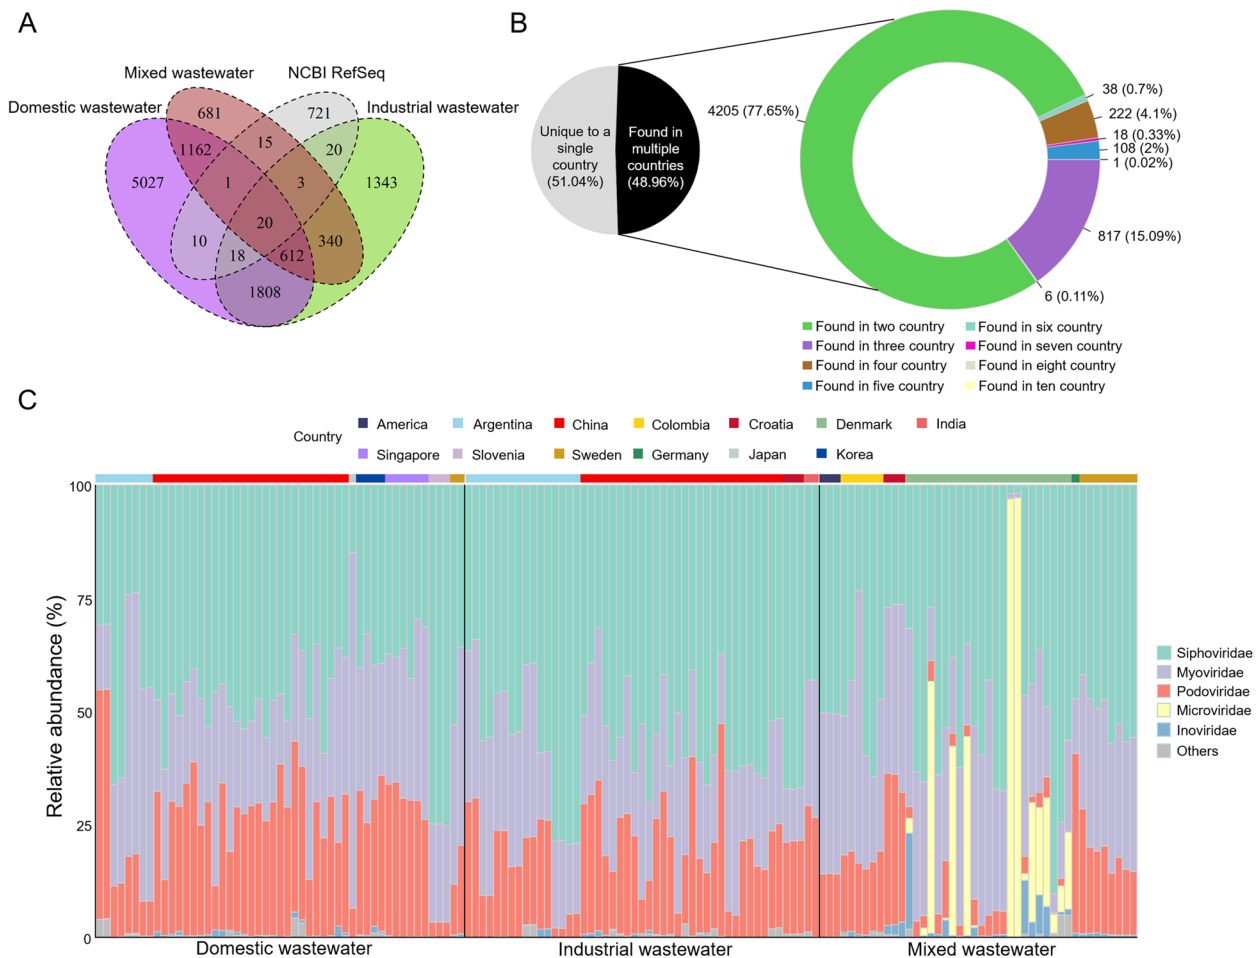 A
Mixed wastewater
NCBI RefSeq
Domestic wastewater
Industrial wastewater
681
721
1162
15
20
5027
1
3
1343
20
10
18
612
340
1808
B
Unique to a
single
country
(51.04%)
Found in
multiple
countries
(48.96%)
4205 (77.65%)
38 (0.7%)
222 (4.1%)
18 (0.33%)
108 (2%)
1 (0.02%)
817 (15.09%)
6 (0.11%)
Found in two country
Found in six country
Found in three country
Found in seven country
Found in four country
Found in eight country
Found in five country
Found in ten country
C
Country
America
Argentina
China
Colombia
Croatia
Denmark
India
Singapore
Slovenia
Sweden
Germany
Japan
Korea
Relative abundance (%)
100
75
50
25
0
Domestic wastewater
Industrial wastewater
Mixed wastewater
Siphoviridae
Myoviridae
Podoviridae
Microviridae
Inoviridae
Others